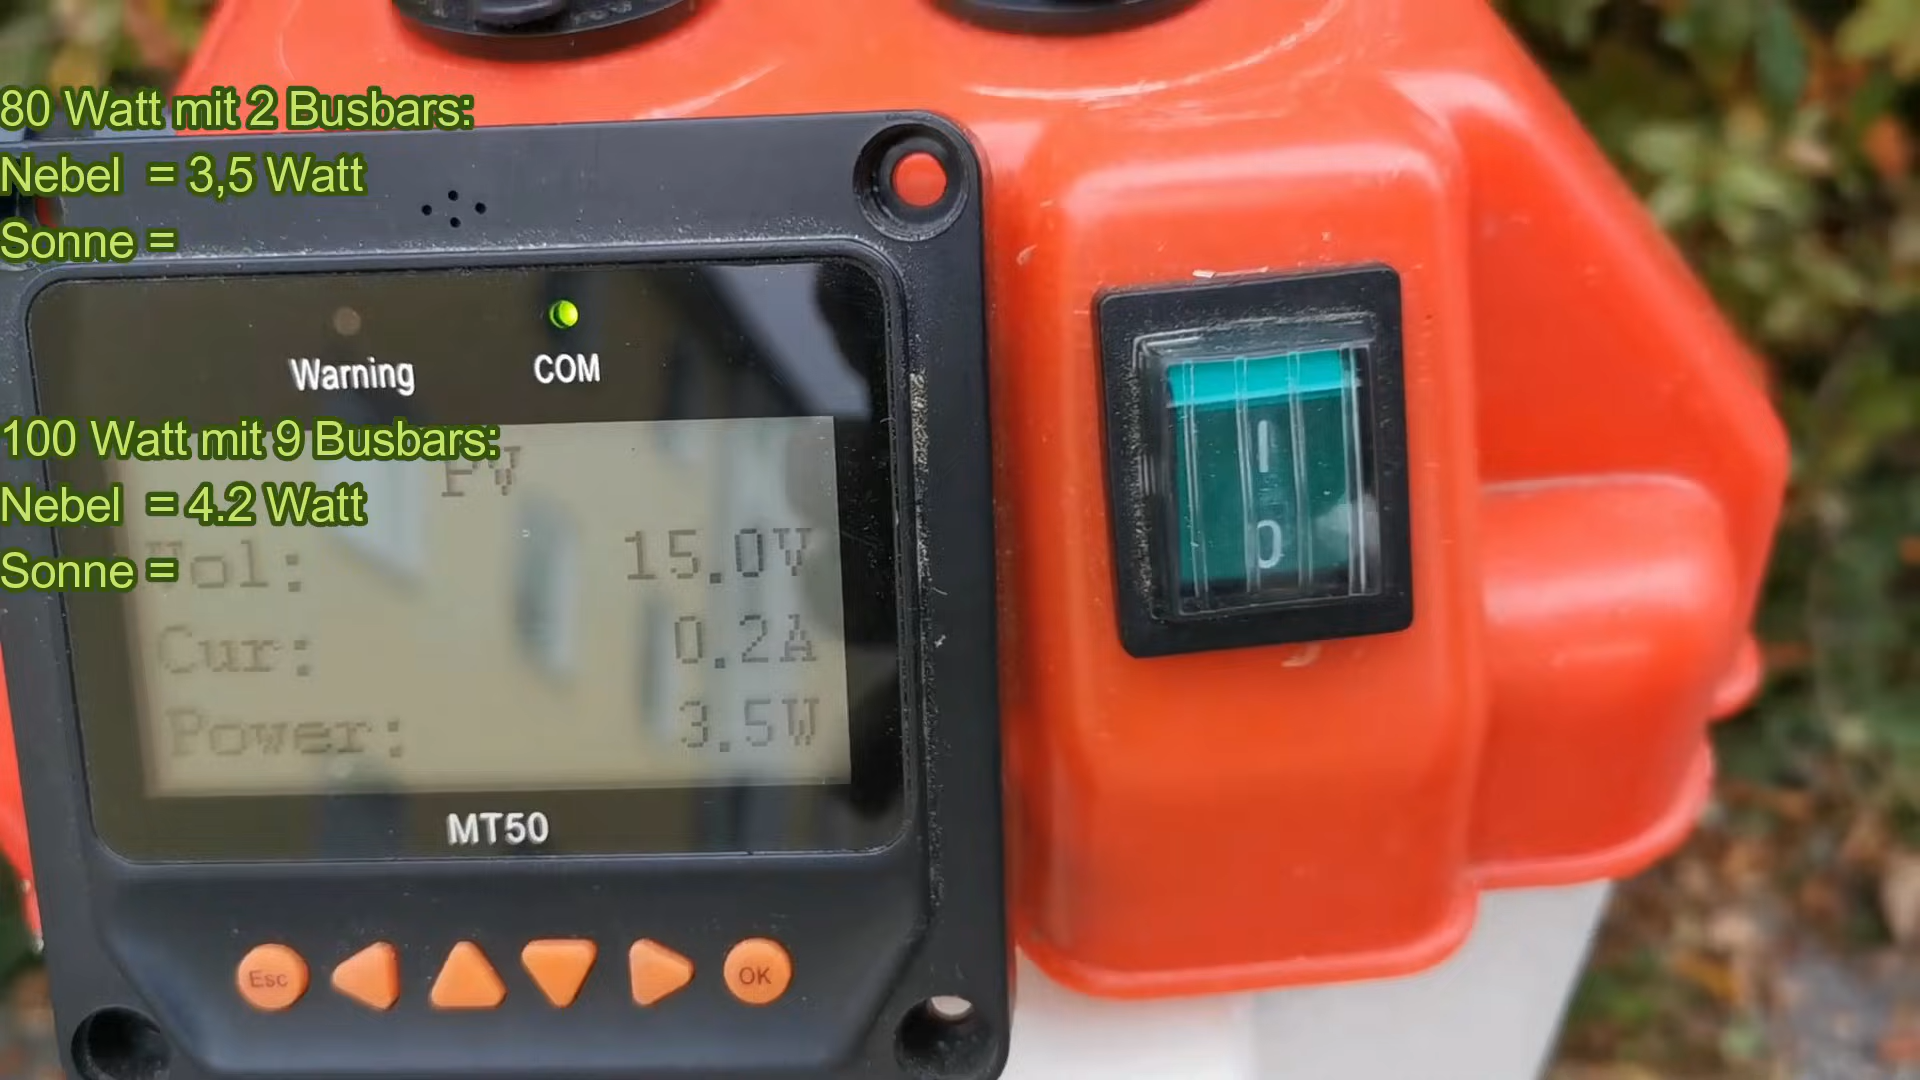 80 Watt mit 2 Busbars:
Nebel = 3,5 Watt
Sonne =
Warning
COM
100 Watt mit 9 Busbars:
PV
Nebel = 4.2 Watt
Vol: 15.0V
Sonne =
Cur: 0.2A
Power: 3.5W
MT50
Esc
OK
I
O